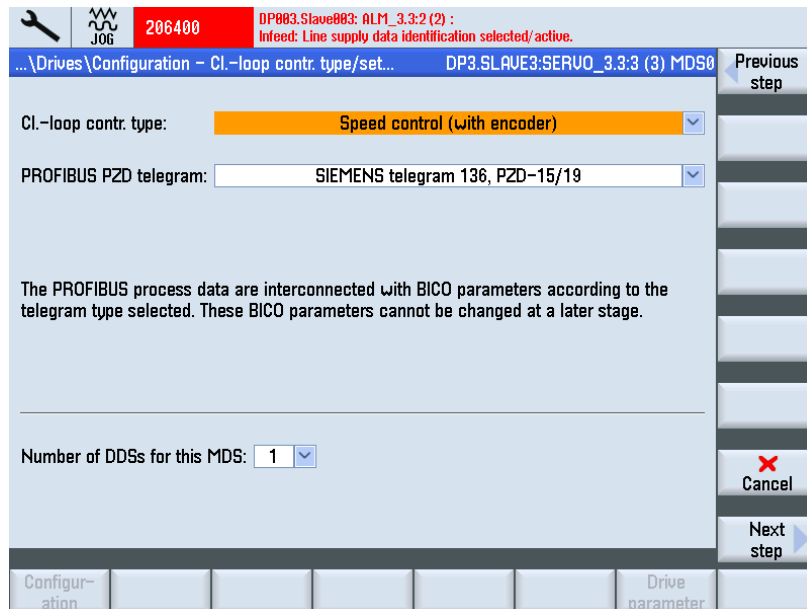 JOG
206400
DP003.Slave003: ALM_3.3:2 (2) :
Infeed: Line supply data identification selected/active.
...\Drives\Configuration - Cl.-loop contr. type/set... DP3.SLAVE3:SERVO_3.3:3 (3) MDS0
Previous
step
Cl.-loop contr. type: Speed control (with encoder)
PROFIBUS PZD telegram: SIEMENS telegram 136, PZD-15/19
The PROFIBUS process data are interconnected with BICO parameters according to the
telegram type selected. These BICO parameters cannot be changed at a later stage.
Number of DDSs for this MDS: 1
Cancel
Next
step
Configur-
ation
Drive
parameter